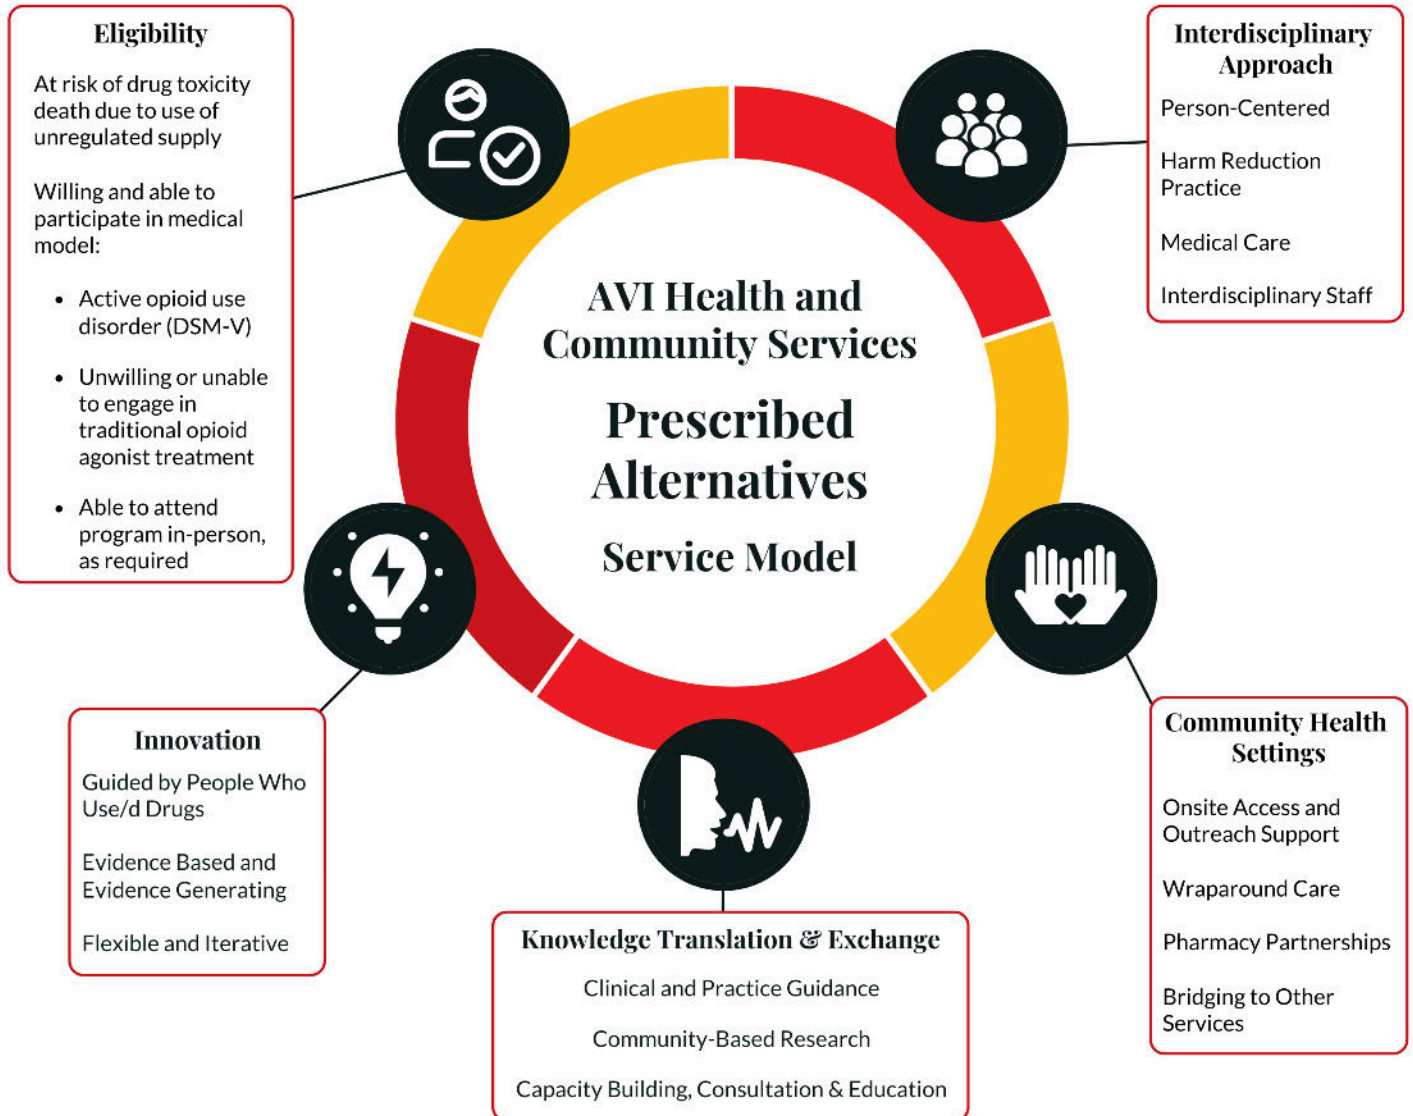 Eligibility
At risk of drug toxicity
death due to use of
unregulated supply
Willing and able to
participate in medical
model:
• Active opioid use
disorder (DSM-V)
• Unwilling or unable
to engage in
traditional opioid
agonist treatment
• Able to attend
program in-person,
as required
Interdisciplinary
Approach
Person-Centered
Harm Reduction
Practice
Medical Care
Interdisciplinary Staff
AVI Health and
Community Services
Prescribed
Alternatives
Service Model
Innovation
Guided by People Who
Use/d Drugs
Evidence Based and
Evidence Generating
Flexible and Iterative
Knowledge Translation & Exchange
Clinical and Practice Guidance
Community-Based Research
Capacity Building, Consultation & Education
Community Health
Settings
Onsite Access and
Outreach Support
Wraparound Care
Pharmacy Partnerships
Bridging to Other
Services